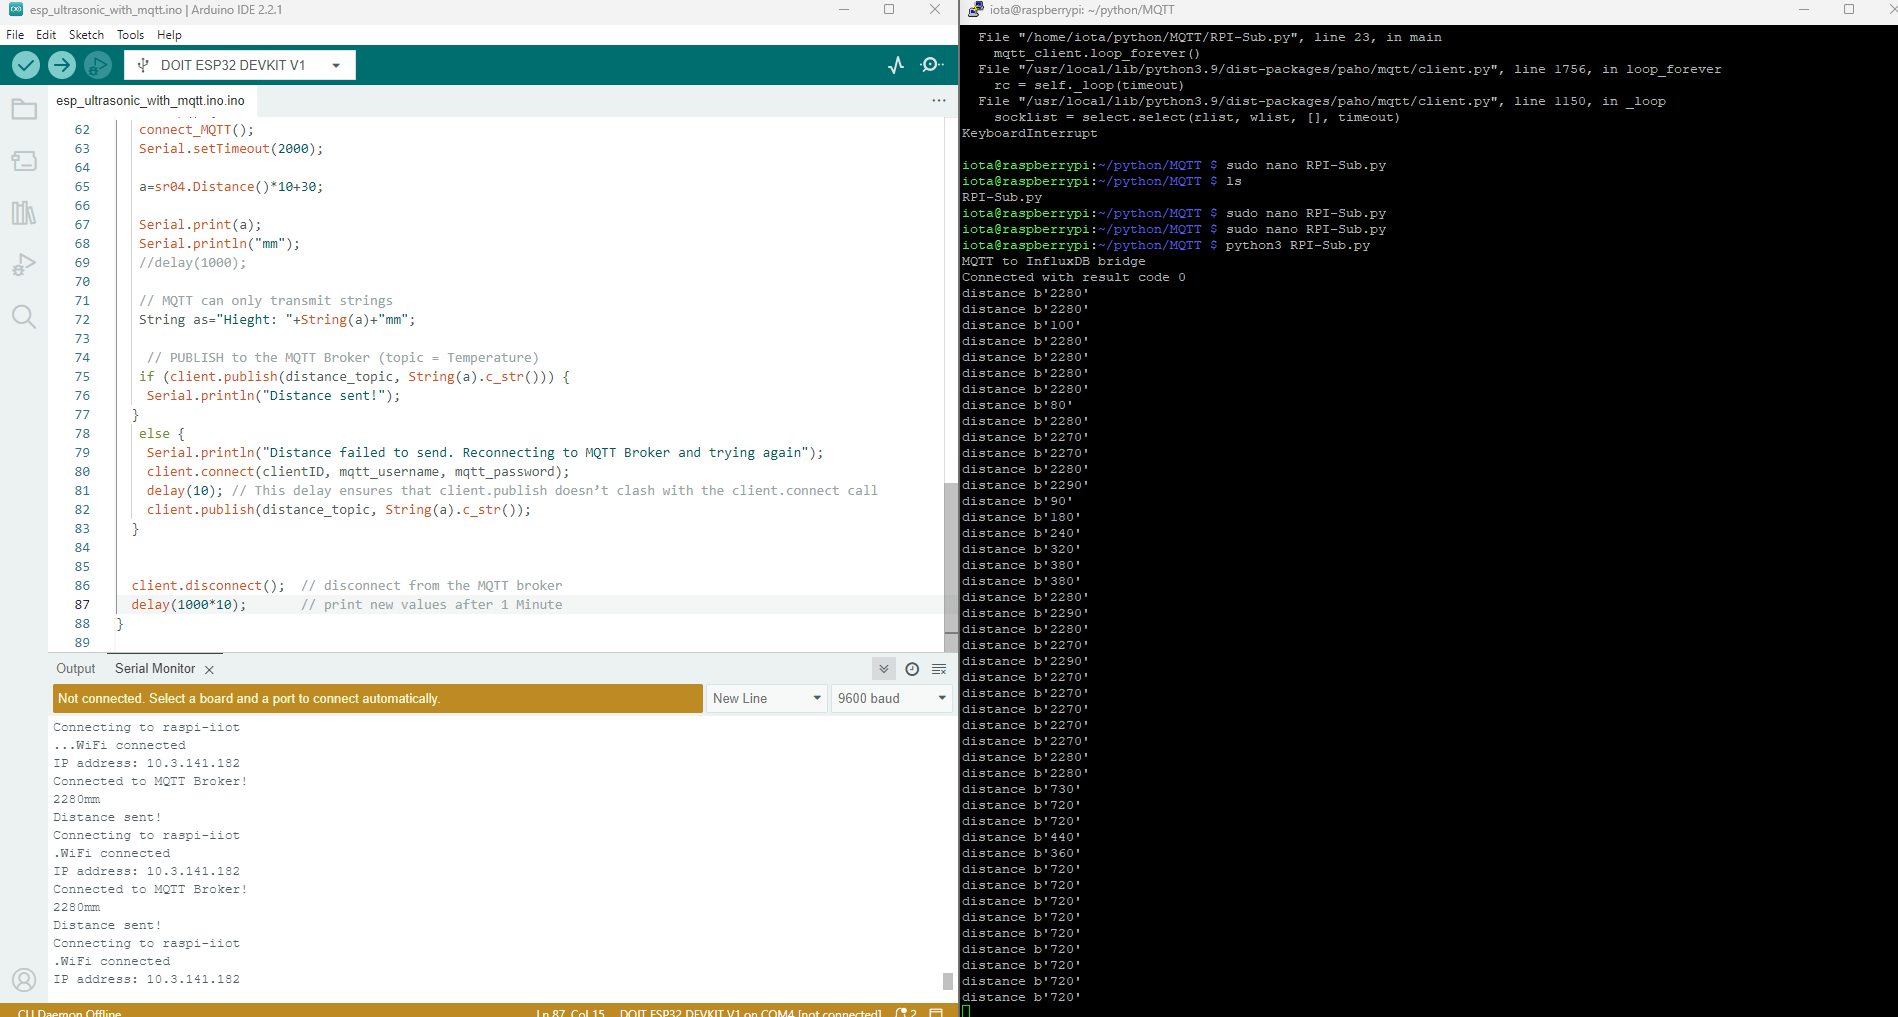 esp_ultrasonic_with_mqtt.ino | Arduino IDE 2.2.1
File Edit Sketch Tools Help
DOIT ESP32 DEVKIT V1
esp_ultrasonic_with_mqtt.ino.ino
62 connect_MQTT();
63 Serial.setTimeout(2000);
64
65 a=sr04.Distance()*10+30;
66
67 Serial.print(a);
68 Serial.println("mm");
69 //delay(1000);
70
71 // MQTT can only transmit strings
72 String as="Hieght: "+String(a)+"mm";
73
74 // PUBLISH to the MQTT Broker (topic = Temperature)
75 if (client.publish(distance_topic, String(a).c_str())) {
76 Serial.println("Distance sent!");
77 }
78 else {
79 Serial.println("Distance failed to send. Reconnecting to MQTT Broker and trying again");
80 client.connect(clientID, mqtt_username, mqtt_password);
81 delay(10); // This delay ensures that client.publish doesn’t clash with the client.connect call
82 client.publish(distance_topic, String(a).c_str());
83 }
84
85
86 client.disconnect(); // disconnect from the MQTT broker
87 delay(1000*10); // print new values after 1 Minute
88 }
89
Output Serial Monitor
Not connected. Select a board and a port to connect automatically.
New Line
9600 baud
Connecting to raspi-iiot
...WiFi connected
IP address: 10.3.141.182
Connected to MQTT Broker!
2280mm
Distance sent!
Connecting to raspi-iiot
.WiFi connected
IP address: 10.3.141.182
Connected to MQTT Broker!
2280mm
Distance sent!
Connecting to raspi-iiot
.WiFi connected
IP address: 10.3.141.182
CLI Daemon Offline
Ln 87, Col 15 DOIT ESP32 DEVKIT V1 on COM4 [not connected] 2
iota@raspberrypi: ~/python/MQTT
File "/home/iota/python/MQTT/RPI-Sub.py", line 23, in main
mqtt_client.loop_forever()
File "/usr/local/lib/python3.9/dist-packages/paho/mqtt/client.py", line 1756, in loop_forever
rc = self._loop(timeout)
File "/usr/local/lib/python3.9/dist-packages/paho/mqtt/client.py", line 1150, in _loop
socklist = select.select(rlist, wlist, [], timeout)
KeyboardInterrupt
iota@raspberrypi:~/python/MQTT $ sudo nano RPI-Sub.py
iota@raspberrypi:~/python/MQTT $ ls
RPI-Sub.py
iota@raspberrypi:~/python/MQTT $ sudo nano RPI-Sub.py
iota@raspberrypi:~/python/MQTT $ sudo nano RPI-Sub.py
iota@raspberrypi:~/python/MQTT $ python3 RPI-Sub.py
MQTT to InfluxDB bridge
Connected with result code 0
distance b'2280'
distance b'2280'
distance b'100'
distance b'2280'
distance b'2280'
distance b'2280'
distance b'2280'
distance b'80'
distance b'2280'
distance b'2270'
distance b'2270'
distance b'2280'
distance b'2290'
distance b'90'
distance b'180'
distance b'240'
distance b'320'
distance b'380'
distance b'380'
distance b'2280'
distance b'2290'
distance b'2280'
distance b'2270'
distance b'2290'
distance b'2270'
distance b'2270'
distance b'2270'
distance b'2270'
distance b'2270'
distance b'2280'
distance b'2280'
distance b'730'
distance b'720'
distance b'720'
distance b'440'
distance b'360'
distance b'720'
distance b'720'
distance b'720'
distance b'720'
distance b'720'
distance b'720'
distance b'720'
distance b'720'
distance b'720'